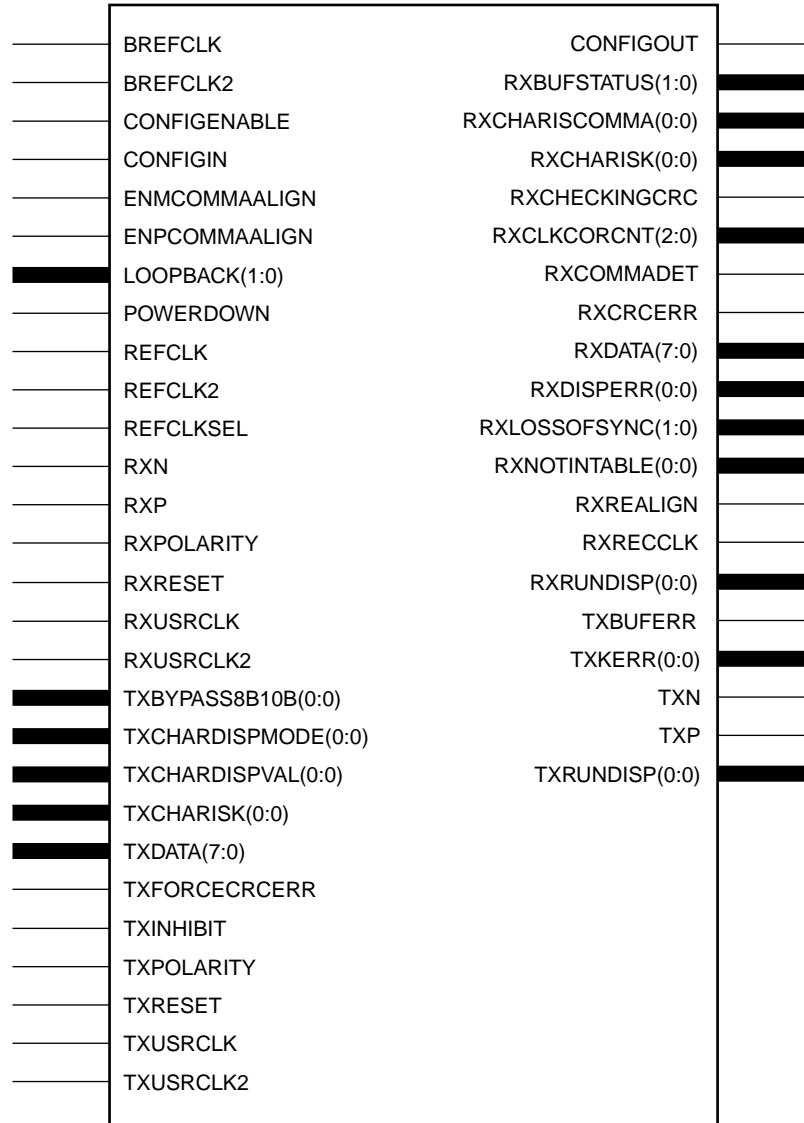 BREFCLK
BREFCLK2
CONFIGENABLE
CONFIGIN
ENMCOMMAALIGN
ENPCOMMAALIGN
LOOPBACK(1:0)
POWERDOWN
REFCLK
REFCLK2
REFCLKSEL
RXN
RXP
RXPOLARITY
RXRESET
RXUSRCLK
RXUSRCLK2
TXBYPASS8B10B(0:0)
TXCHARDISPMODE(0:0)
TXCHARDISPVAL(0:0)
TXCHARISK(0:0)
TXDATA(7:0)
TXFORCECRCERR
TXINHIBIT
TXPOLARITY
TXRESET
TXUSRCLK
TXUSRCLK2
CONFIGOUT
RXBUFSTATUS(1:0)
RXCHARISCOMMA(0:0)
RXCHARISK(0:0)
RXCHECKINGCRC
RXCLKCORCNT(2:0)
RXCOMMADET
RXCRCERR
RXDATA(7:0)
RXDISPERR(0:0)
RXLOSSOFSYNC(1:0)
RXNOTINTABLE(0:0)
RXREALIGN
RXRECCLK
RXRUNDISP(0:0)
TXBUFERR
TXKERR(0:0)
TXN
TXP
TXRUNDISP(0:0)